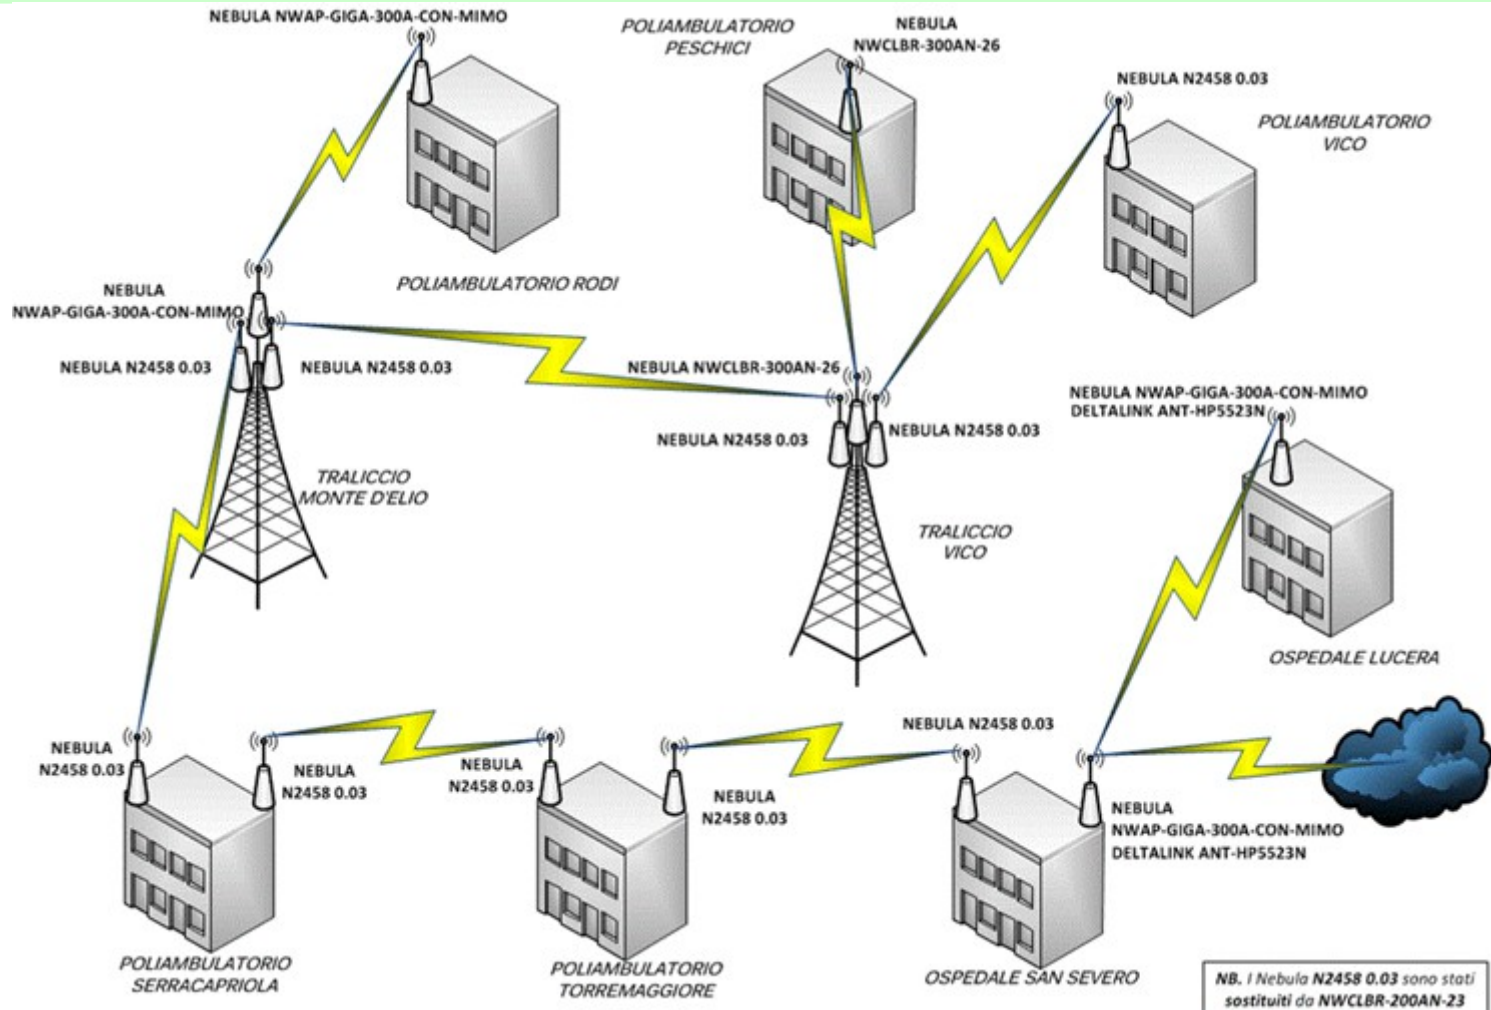 NEBULA NWAP-GIGA-300A-CON-MIMO
POLIAMBULATORIO
PESCHICI
NEBULA
NWCLBR-300AN-26
NEBULA N2458 0.03
POLIAMBULATORIO
VICO
POLIAMBULATORIO RODI
NEBULA
NWAP-GIGA-300A-CON-MIMO
NEBULA N2458 0.03
NEBULA N2458 0.03
NEBULA NWCLBR-300AN-26
NEBULA N2458 0.03
NEBULA N2458 0.03
NEBULA NWAP-GIGA-300A-CON-MIMO
DELTALINK ANT-HP5523N
TRALICCIO
MONTE D'ELIO
TRALICCIO
VICO
OSPEDALE LUCERA
NEBULA
N2458 0.03
NEBULA
N2458 0.03
NEBULA
N2458 0.03
NEBULA
N2458 0.03
NEBULA N2458 0.03
NEBULA
NWAP-GIGA-300A-CON-MIMO
DELTALINK ANT-HP5523N
POLIAMBULATORIO
SERRACAPRIOLA
POLIAMBULATORIO
TORREMAGGIORE
OSPEDALE SAN SEVERO
NB. I Nebula N2458 0.03 sono stati
sostituiti da NWCLBR-200AN-23